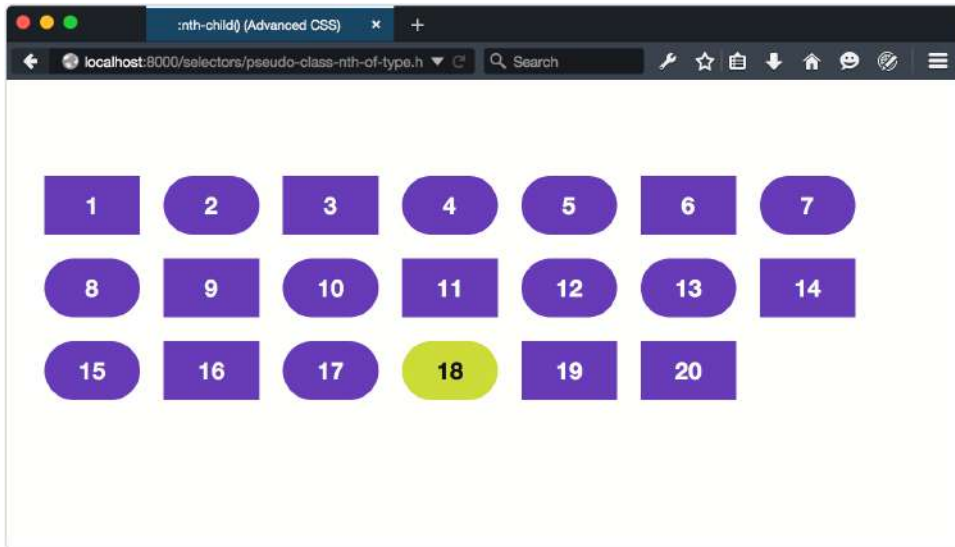 :nth-child() (Advanced CSS) × +
localhost:8000/selectors/pseudo-class-nth-of-type.h Search
1 2 3 4 5 6 7
8 9 10 11 12 13 14
15 16 17 18 19 20